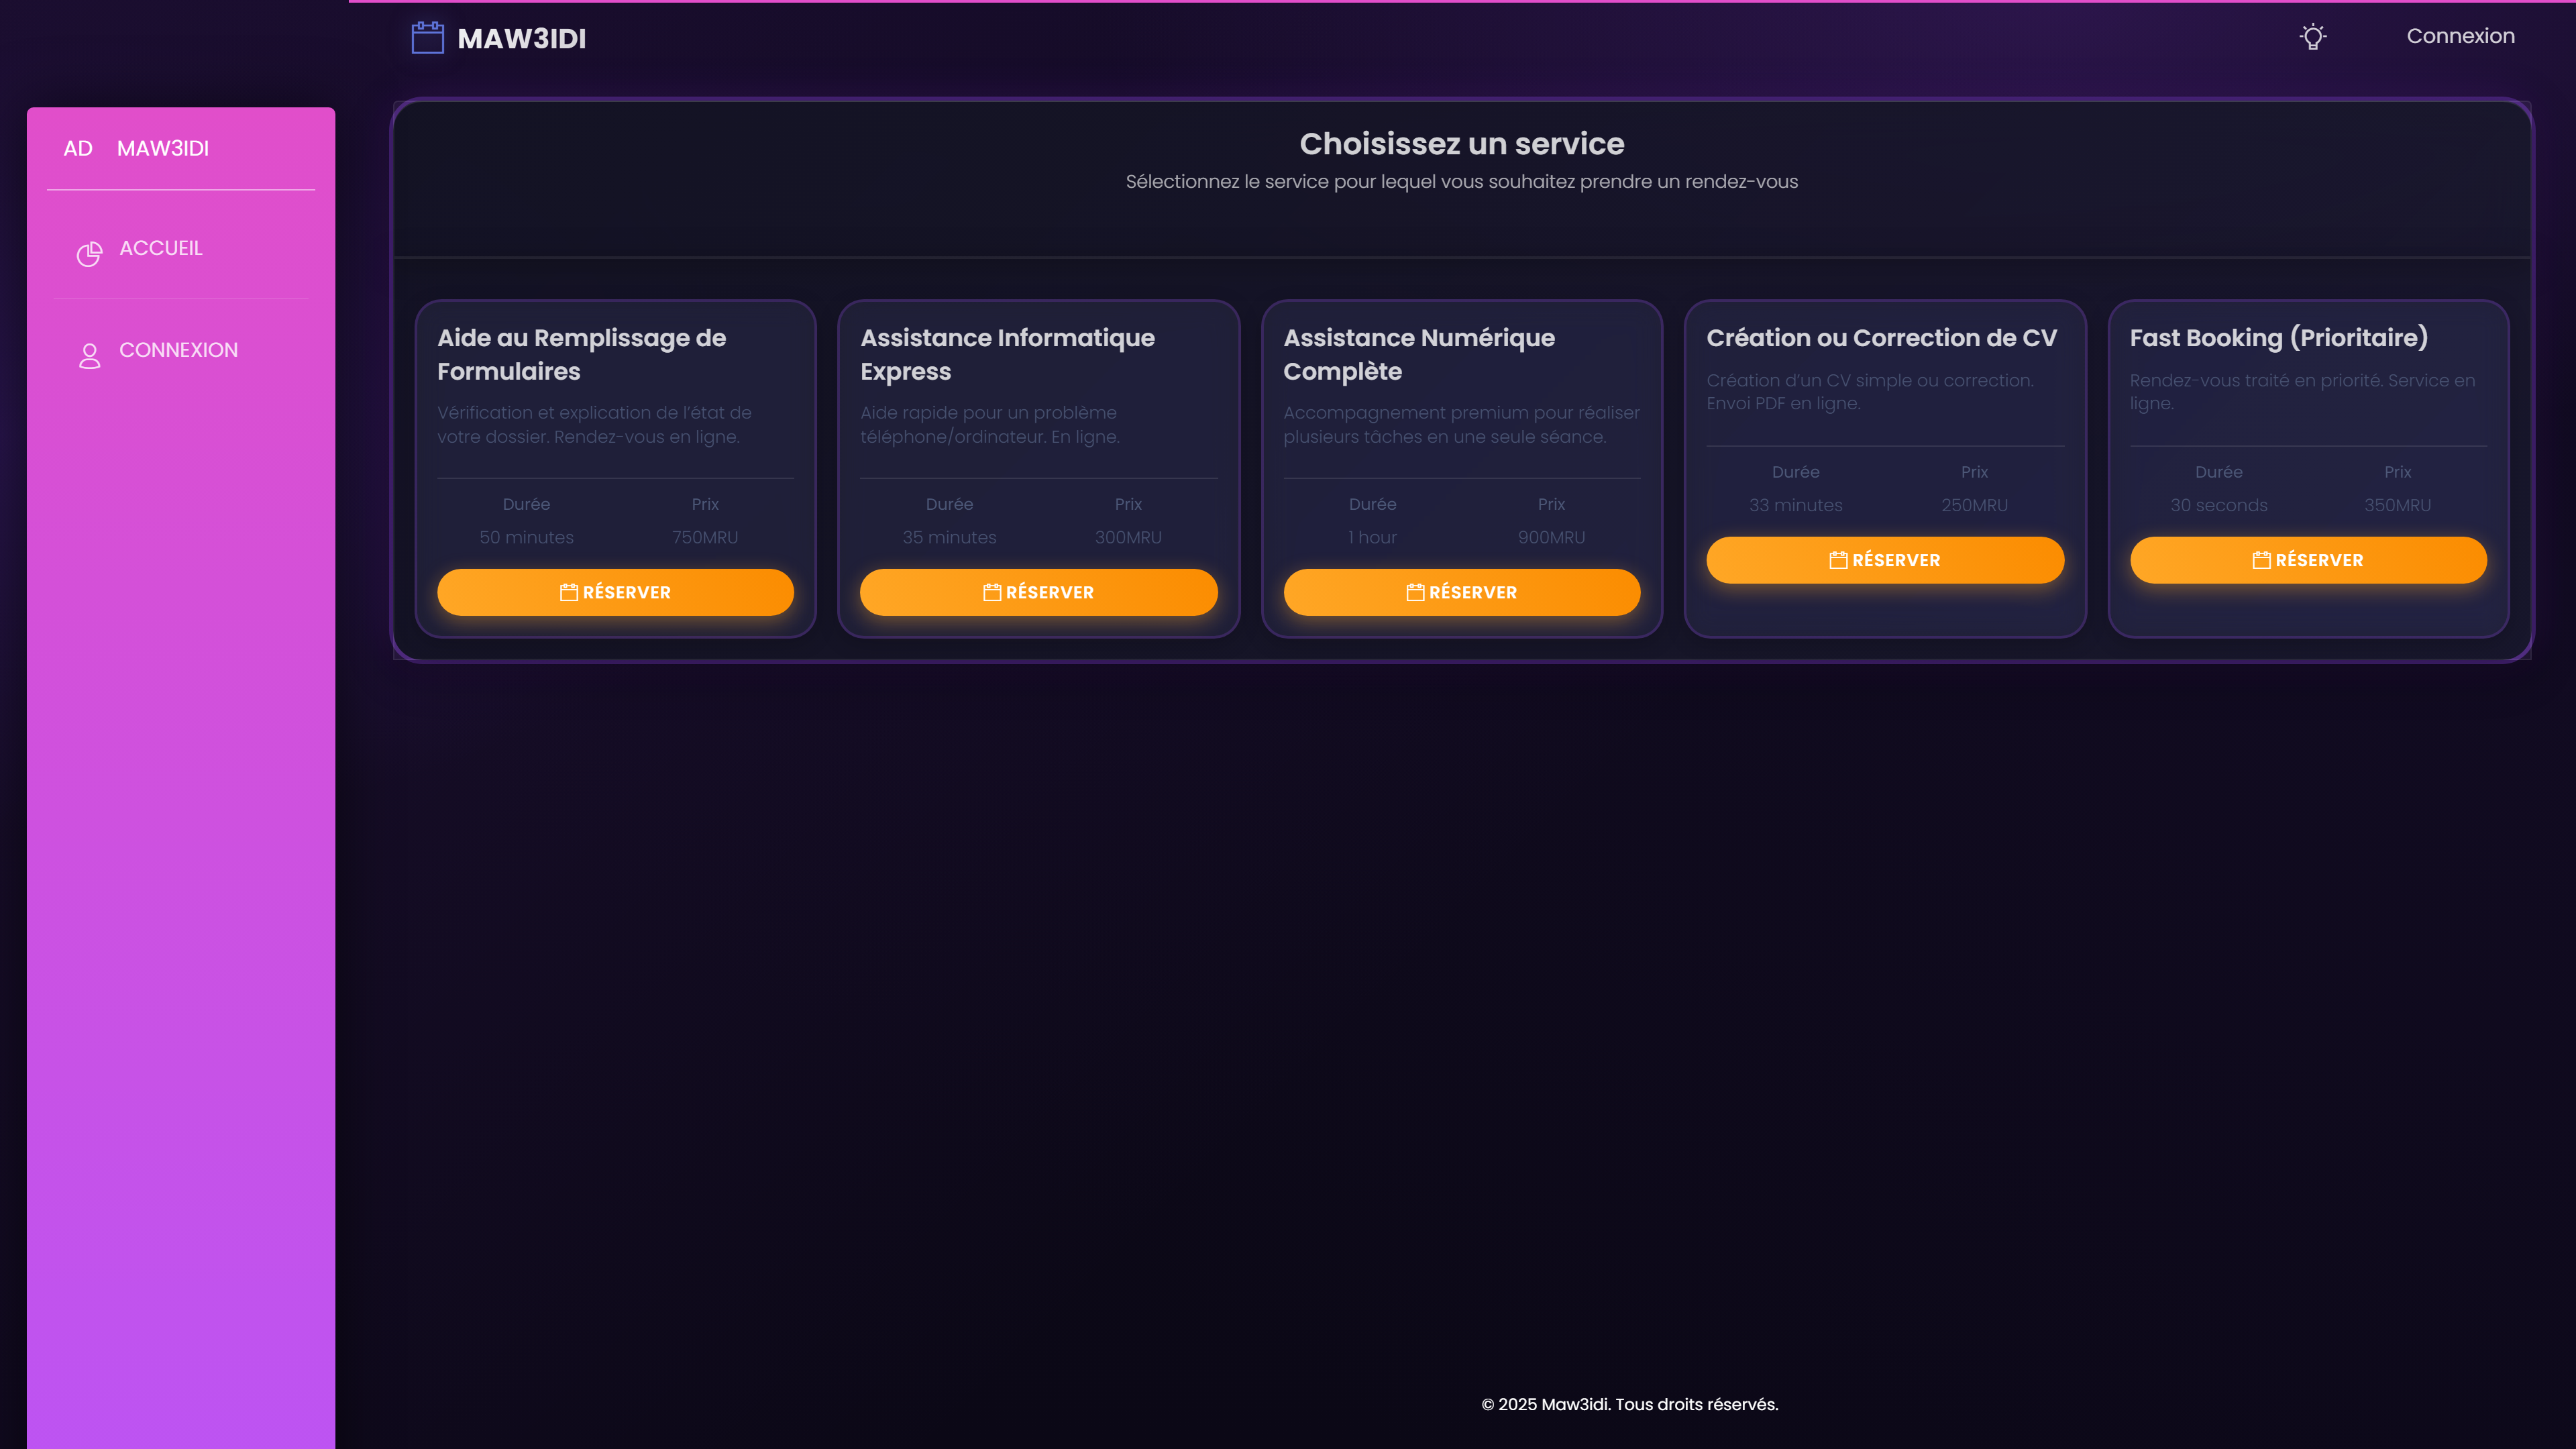 MAW3IDI
Connexion
AD MAW3IDI
ACCUEIL
CONNEXION
Choisissez un service
Sélectionnez le service pour lequel vous souhaitez prendre un rendez-vous
Aide au Remplissage de
Formulaires
Vérification et explication de l'état de
votre dossier. Rendez-vous en ligne.
Durée Prix
50 minutes 750MRU
RÉSERVER
Assistance Informatique
Express
Aide rapide pour un problème
téléphone/ordinateur. En ligne.
Durée Prix
35 minutes 300MRU
RÉSERVER
Assistance Numérique
Complète
Accompagnement premium pour réaliser
plusieurs tâches en une seule séance.
Durée Prix
1 hour 900MRU
RÉSERVER
Création ou Correction de CV
Création d'un CV simple ou correction.
Envoi PDF en ligne.
Durée Prix
33 minutes 250MRU
RÉSERVER
Fast Booking (Prioritaire)
Rendez-vous traité en priorité. Service en
ligne.
Durée Prix
30 seconds 350MRU
RÉSERVER
© 2025 Maw3idi. Tous droits réservés.